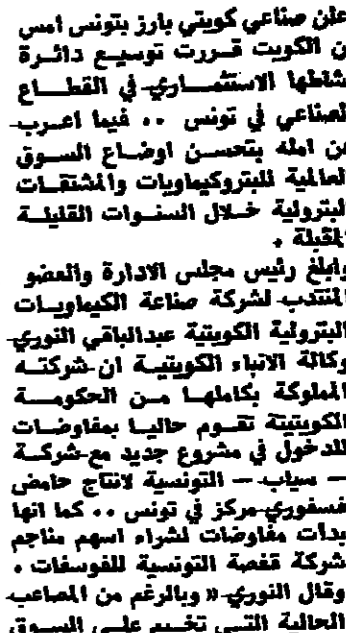 علن صناعي كويتي بارز بتونس امس
ن الكويت قررت توسيع دائرة
شاطها الاستثماري في القطاع
لصناعي في تونس .. فيما اعرب
ن امله بتحسن اوضاع السوق
لعالمية للبتروكيماويات والمشتقات
لبترولية خلال السنوات القليلة
لقبلة .
وابلغ رئيس مجلس الادارة والعضو
المنتدب لشركة صناعة الكيماويات
البترولية الكويتية عبدالباقي النوري
وكالة الانباء الكويتية ان شركته
المملوكة بكاملها من الحكومة
الكويتية تقوم حاليا بمفاوضات
للدخول في مشروع جديد مع شركة
— سياب — التونسية لانتاج حامض
فسفوري مركز في تونس .. كما انها
بدأت مفاوضات لشراء اسهم مناجم
شركة قفصة التونسية للفوسفات .
وقال النوري « وبالرغم من المصاعب
الحالية التي تخيم على السوق